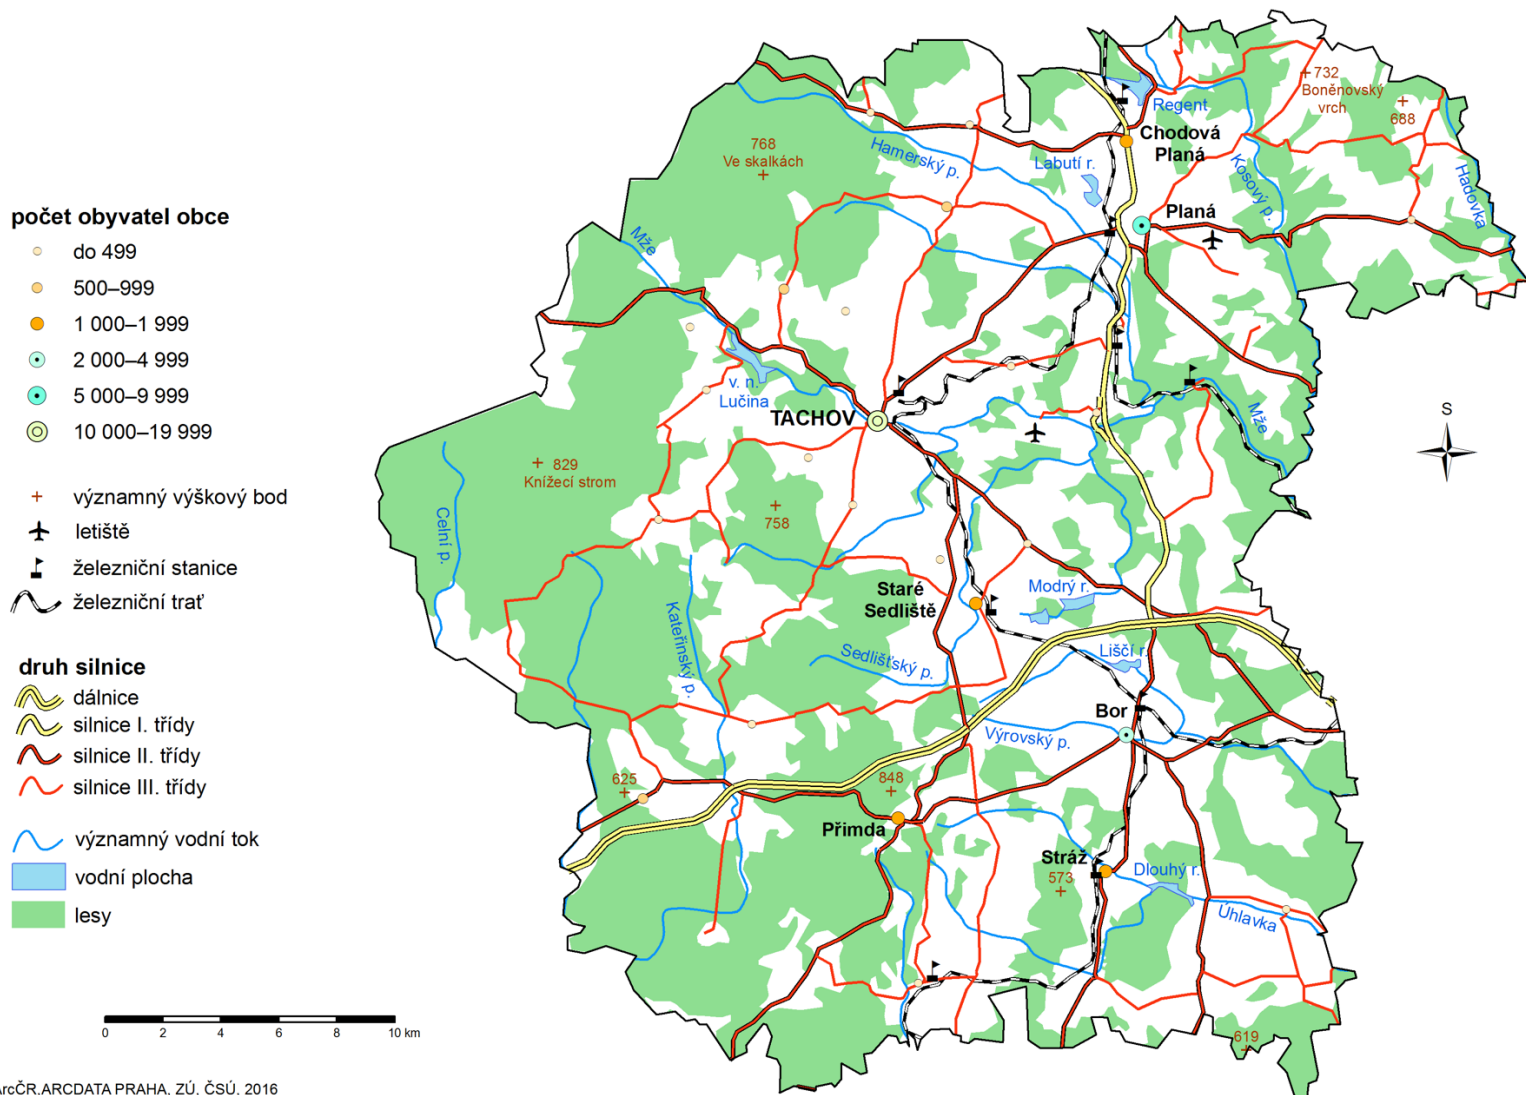 počet obyvatel obce
do 499
500–999
1 000–1 999
2 000–4 999
5 000–9 999
10 000–19 999
významný výškový bod
letiště
železniční stanice
železniční trať
druh silnice
dálnice
silnice I. třídy
silnice II. třídy
silnice III. třídy
významný vodní tok
vodní plocha
lesy
0 2 4 6 8 10 km
ArcČR,ARCDATA PRAHA, ZÚ, ČSÚ, 2016
732
Boněnovský
vrch
688
Regent
Chodová
Planá
768
Ve skalkách
Hamerský p.
Labutí r.
Kosový p.
Hadovka
Planá
Mže
v. n.
Lučina
TACHOV
Mže
S
829
Knížecí strom
Celní p.
758
Staré
Sedliště
Modrý r.
Kateřinský p.
Sedlišťský p.
Liščí r.
Bor
Výrovský p.
625
848
Přimda
Stráž
573
Dlouhý r.
Úhlavka
619